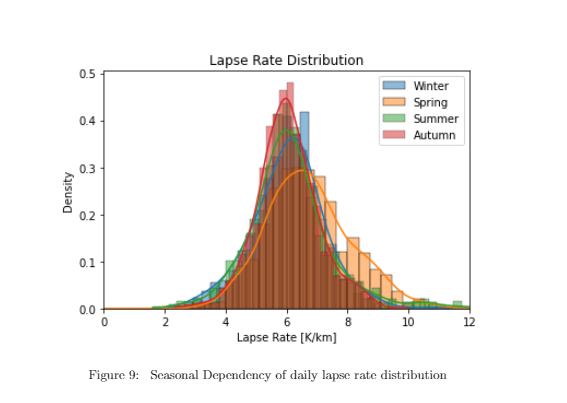 Lapse Rate Distribution
0.5
0.4
0.3
0.2
0.1
0.0
Density
Winter
Spring
Summer
Autumn
0 2 4 6 8 10 12
Lapse Rate [K/km]
Figure 9: Seasonal Dependency of daily lapse rate distribution